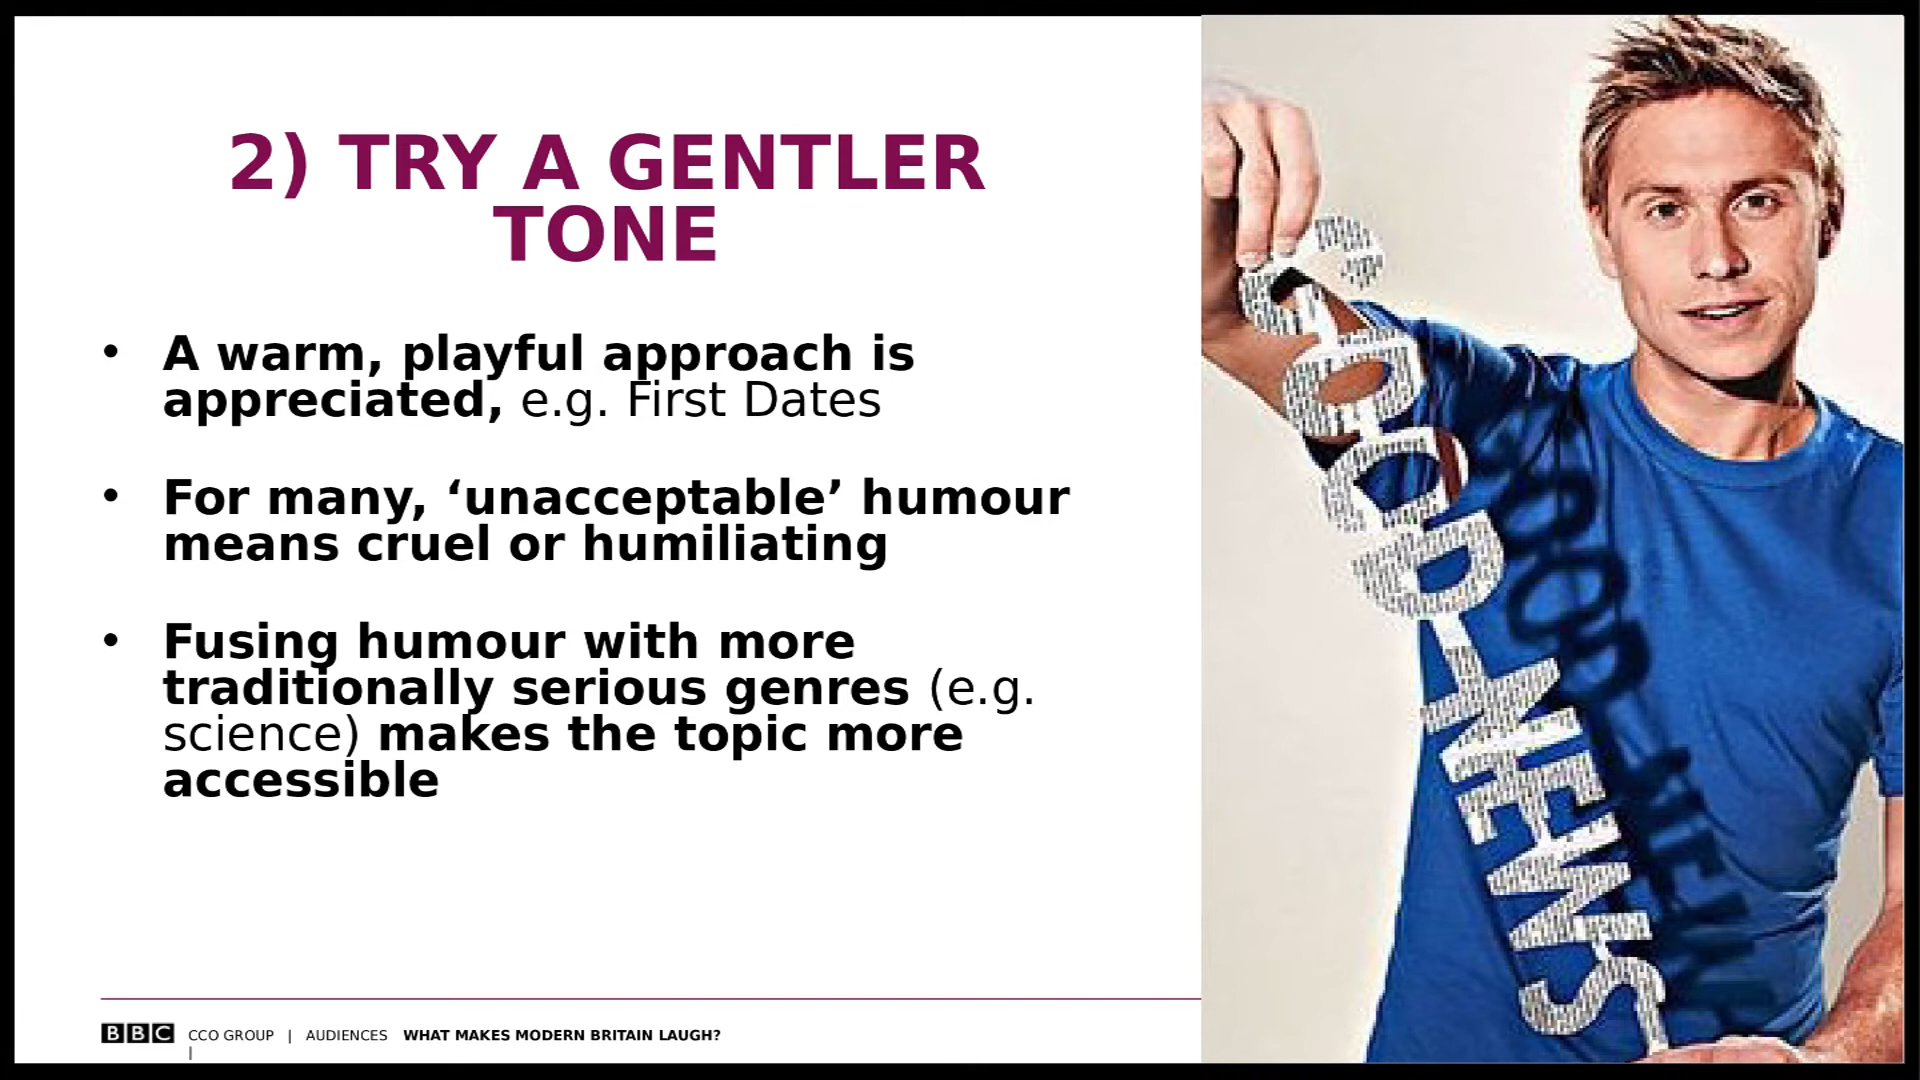 2) TRY A GENTLER
TONE
• A warm, playful approach is
appreciated, e.g. First Dates
• For many, ‘unacceptable’ humour
means cruel or humiliating
• Fusing humour with more
traditionally serious genres (e.g.
science) makes the topic more
accessible
GOOD NEWS
BBC CCO GROUP | AUDIENCES WHAT MAKES MODERN BRITAIN LAUGH?
|